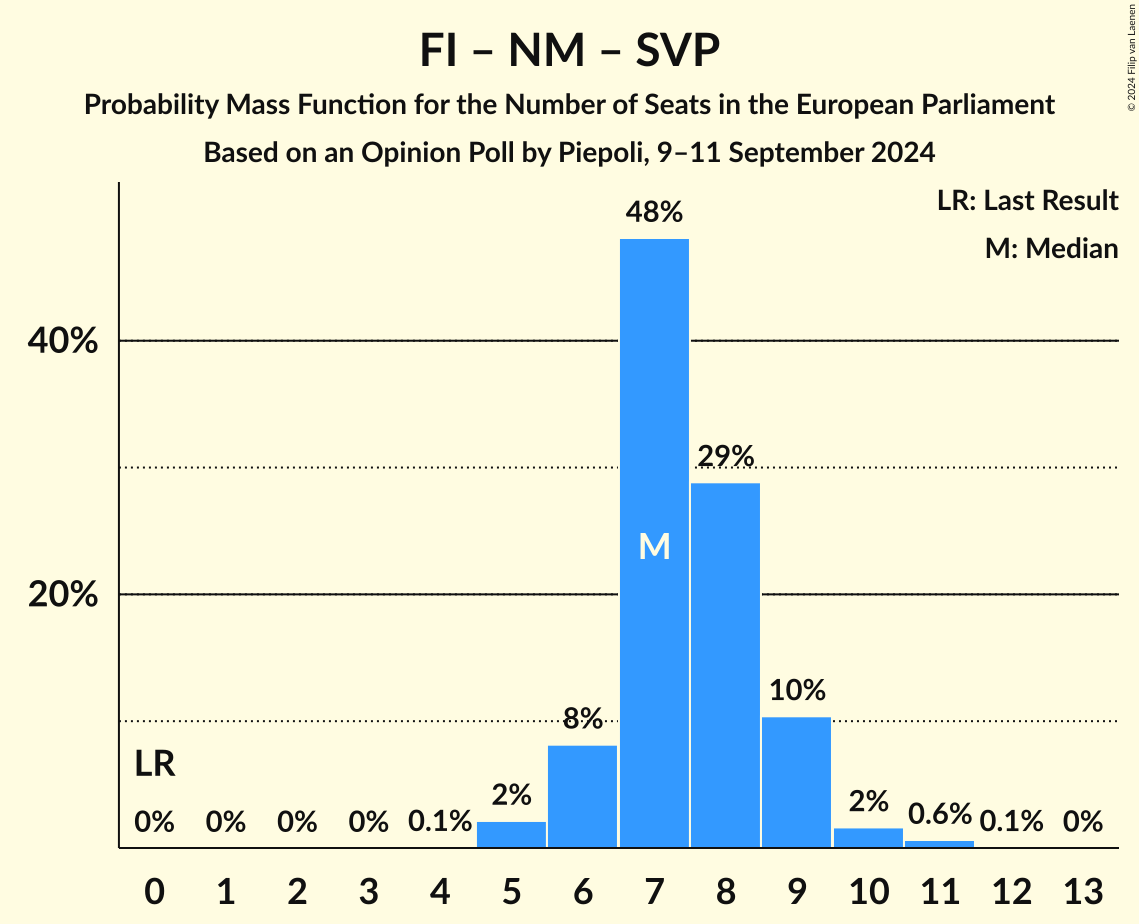 FI – NM – SVP
Probability Mass Function for the Number of Seats in the European Parliament
Based on an Opinion Poll by Piepoli, 9–11 September 2024
© 2024 Filip van Laenen
LR: Last Result
M: Median
48%
40%
29%
M
20%
10%
8%
LR
0% 0% 0% 0% 0.1% 2% 2% 0.6% 0.1% 0%
0 1 2 3 4 5 6 7 8 9 10 11 12 13